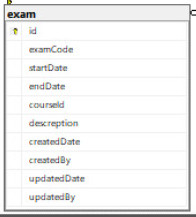 exam
id
examCode
startDate
endDate
courseId
descreption
createdDate
createdBy
updatedDate
updatedBy